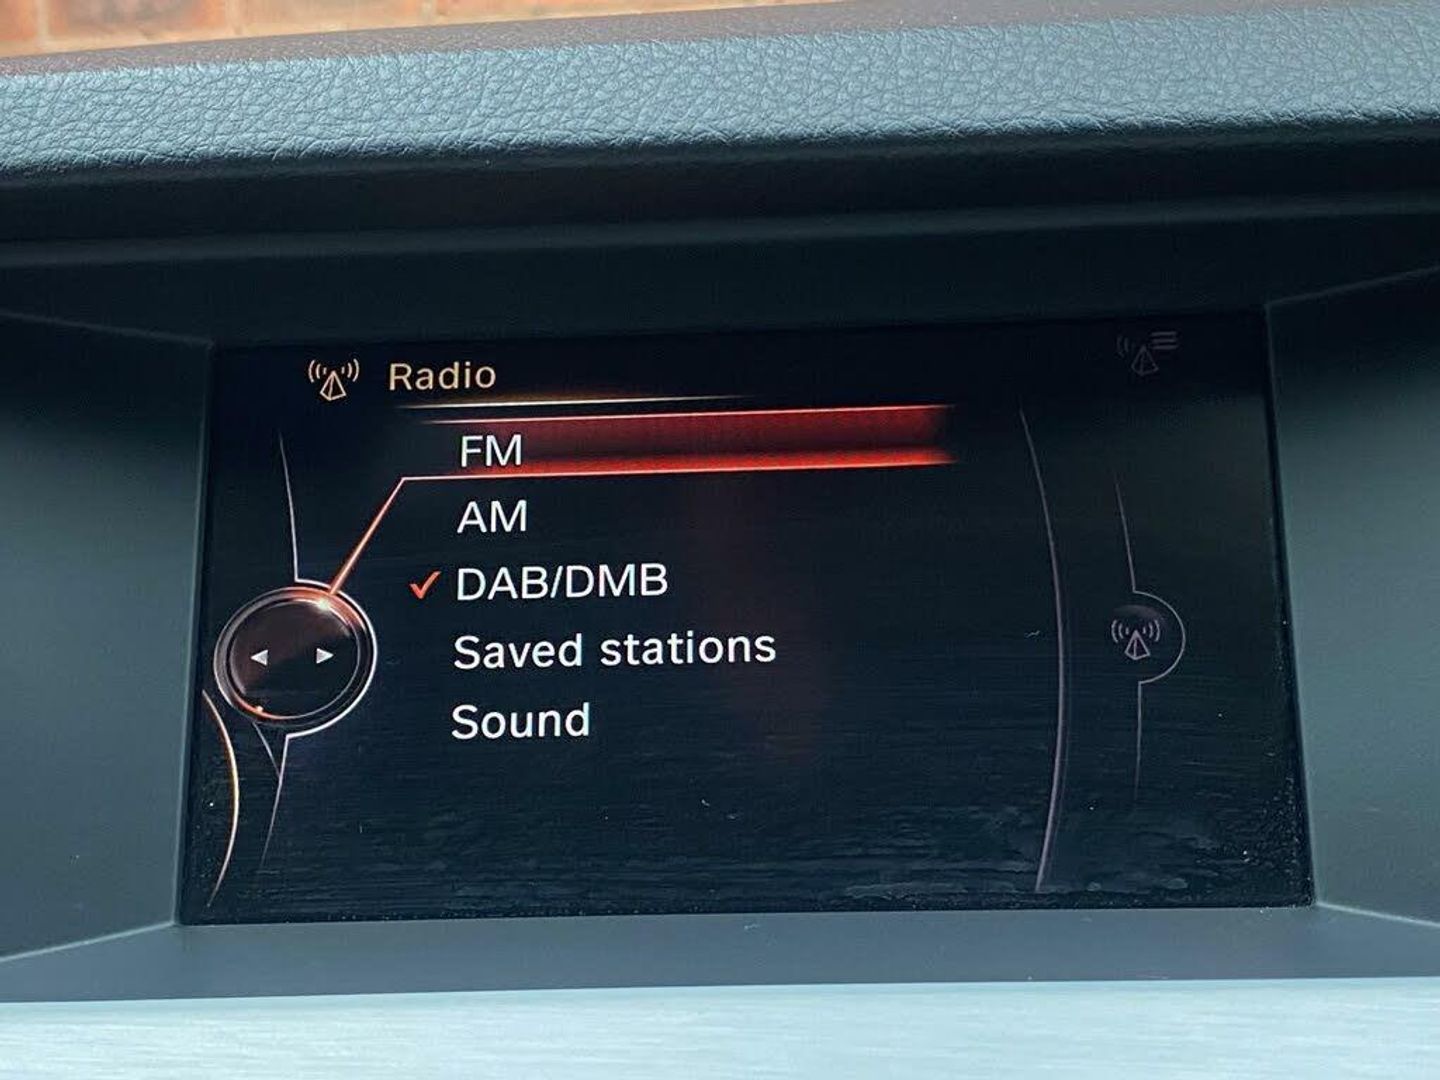 Radio
FM
AM
DAB/DMB
Saved stations
Sound